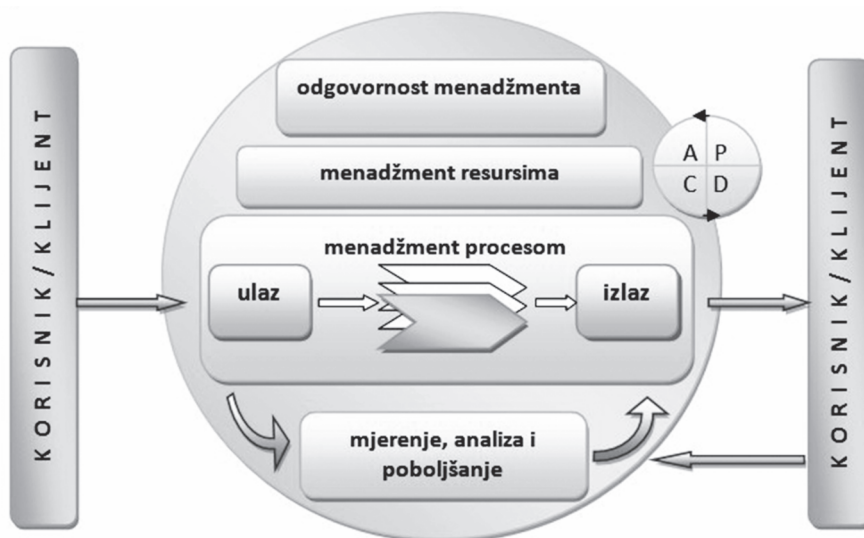 KORISNIK/KLIJENT
odgovornost menadžmenta
menadžment resursima
A P
C D
menadžment procesom
ulaz
izlaz
mjerenje, analiza i
poboljšanje
KORISNIK/KLIJENT